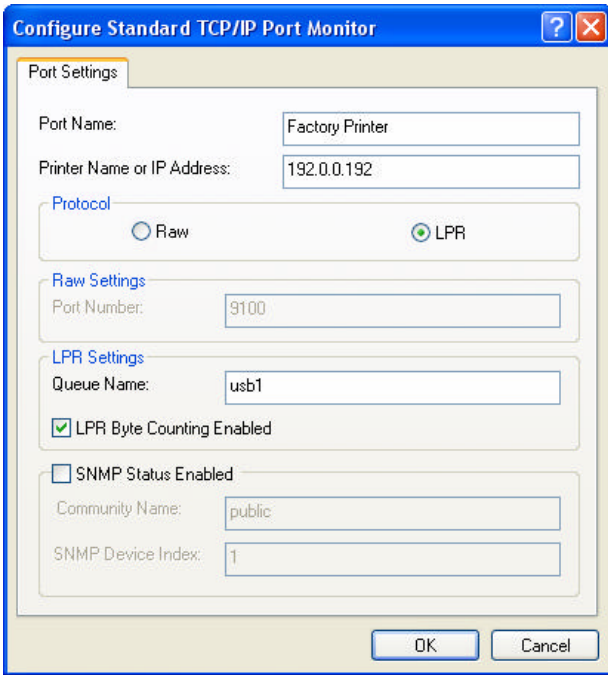 Configure Standard TCP/IP Port Monitor
Port Settings
Port Name: Factory Printer
Printer Name or IP Address: 192.0.0.192
Protocol
Raw LPR
Raw Settings
Port Number: 9100
LPR Settings
Queue Name: usb1
LPR Byte Counting Enabled
SNMP Status Enabled
Community Name: public
SNMP Device Index: 1
OK Cancel